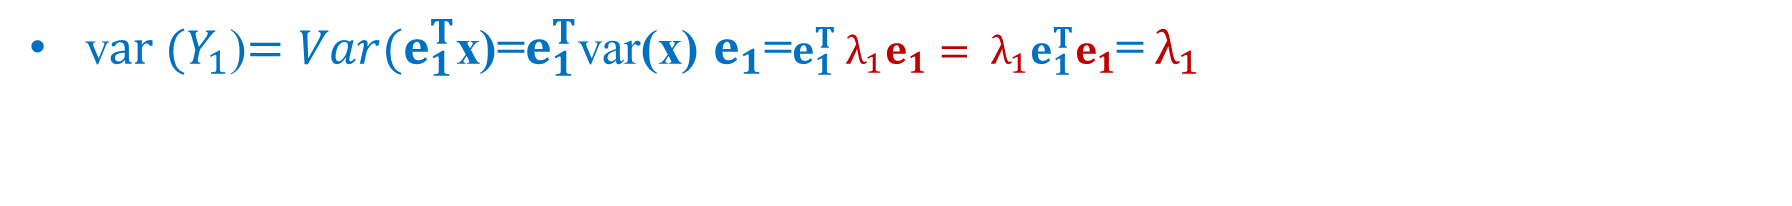 • var (𝑌₁)= 𝑉𝑎𝑟(𝐞₁ᵀ𝐱)=𝐞₁ᵀvar(𝐱) 𝐞₁=𝐞₁ᵀ λ₁𝐞₁ = λ₁𝐞₁ᵀ𝐞₁= λ₁